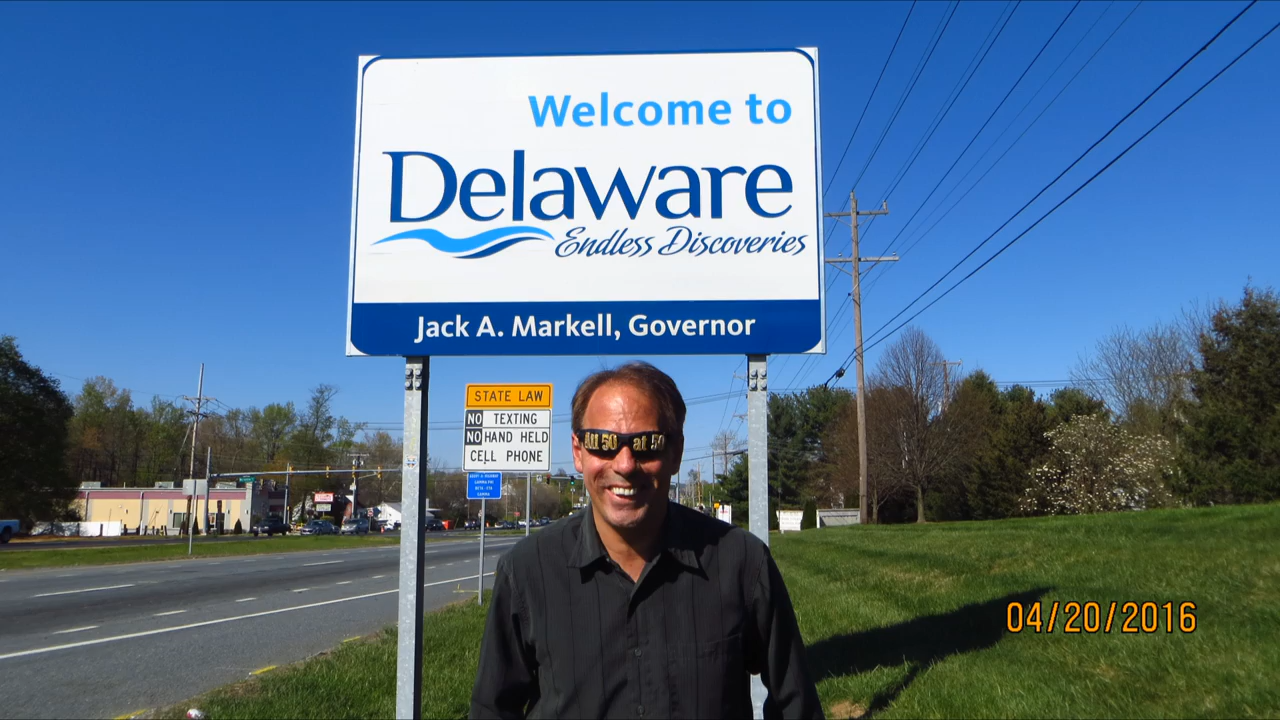 Welcome to
Delaware
Endless Discoveries
Jack A. Markell, Governor
STATE LAW
NO TEXTING
NO HAND HELD
CELL PHONE
All 50 at 50
04/20/2016